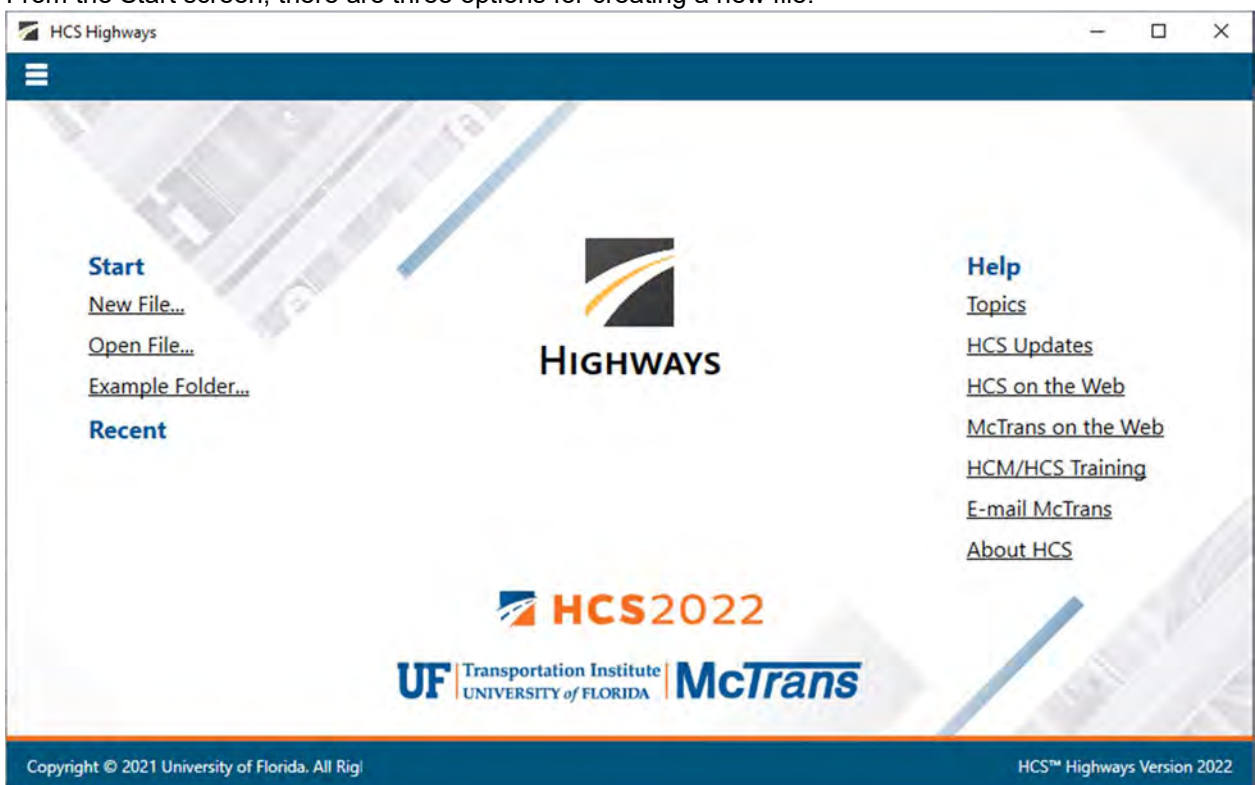 From the Start screen, there are three options for creating a new file:
HCS Highways
Start
New File...
Open File...
Example Folder...
Recent
HIGHWAYS
Help
Topics
HCS Updates
HCS on the Web
McTrans on the Web
HCM/HCS Training
E-mail McTrans
About HCS
HCS2022
UF Transportation Institute
UNIVERSITY of FLORIDA
McTrans
Copyright © 2021 University of Florida. All Rig
HCS™ Highways Version 2022